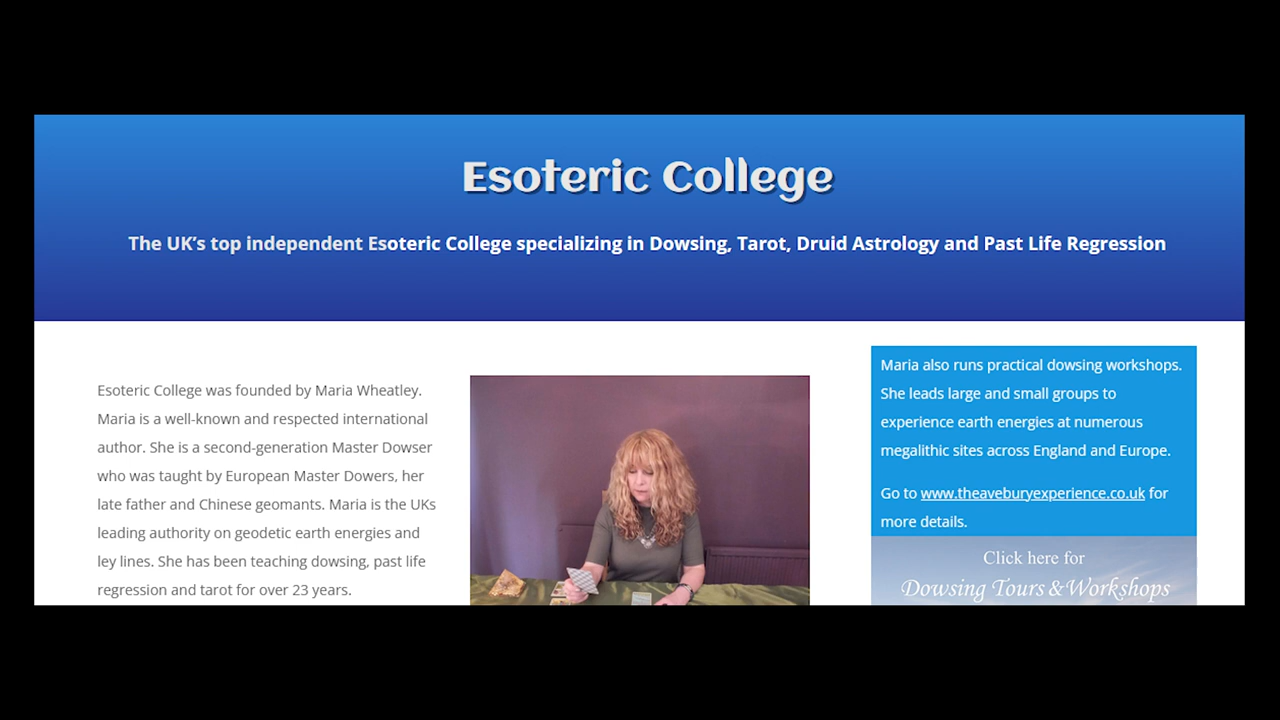 Esoteric College
The UK's top independent Esoteric College specializing in Dowsing, Tarot, Druid Astrology and Past Life Regression
Esoteric College was founded by Maria Wheatley.
Maria is a well-known and respected international
author. She is a second-generation Master Dowser
who was taught by European Master Dowers, her
late father and Chinese geomants. Maria is the UKs
leading authority on geodetic earth energies and
ley lines. She has been teaching dowsing, past life
regression and tarot for over 23 years.
Maria also runs practical dowsing workshops.
She leads large and small groups to
experience earth energies at numerous
megalithic sites across England and Europe.
Go to www.theaveburyexperience.co.uk for
more details.
Click here for
Dowsing Tours & Workshops